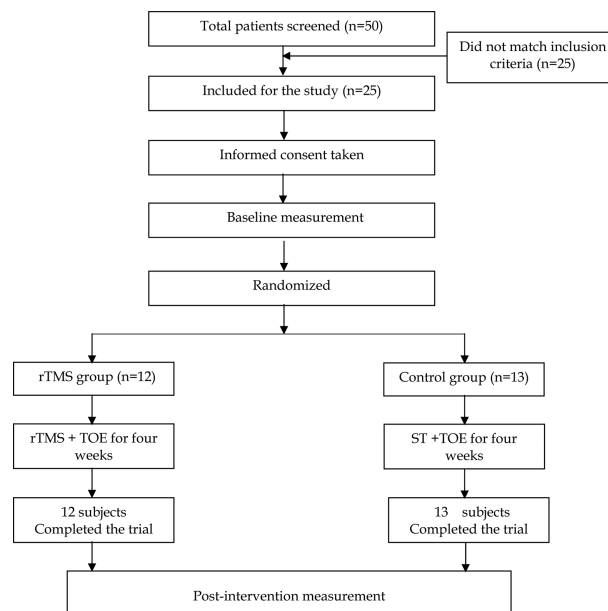 Total patients screened (n=50)
Did not match inclusion
criteria (n=25)
Included for the study (n=25)
Informed consent taken
Baseline measurement
Randomized
rTMS group (n=12)
Control group (n=13)
rTMS + TOE for four
weeks
ST +TOE for four
weeks
12 subjects
Completed the trial
13 subjects
Completed the trial
Post-intervention measurement